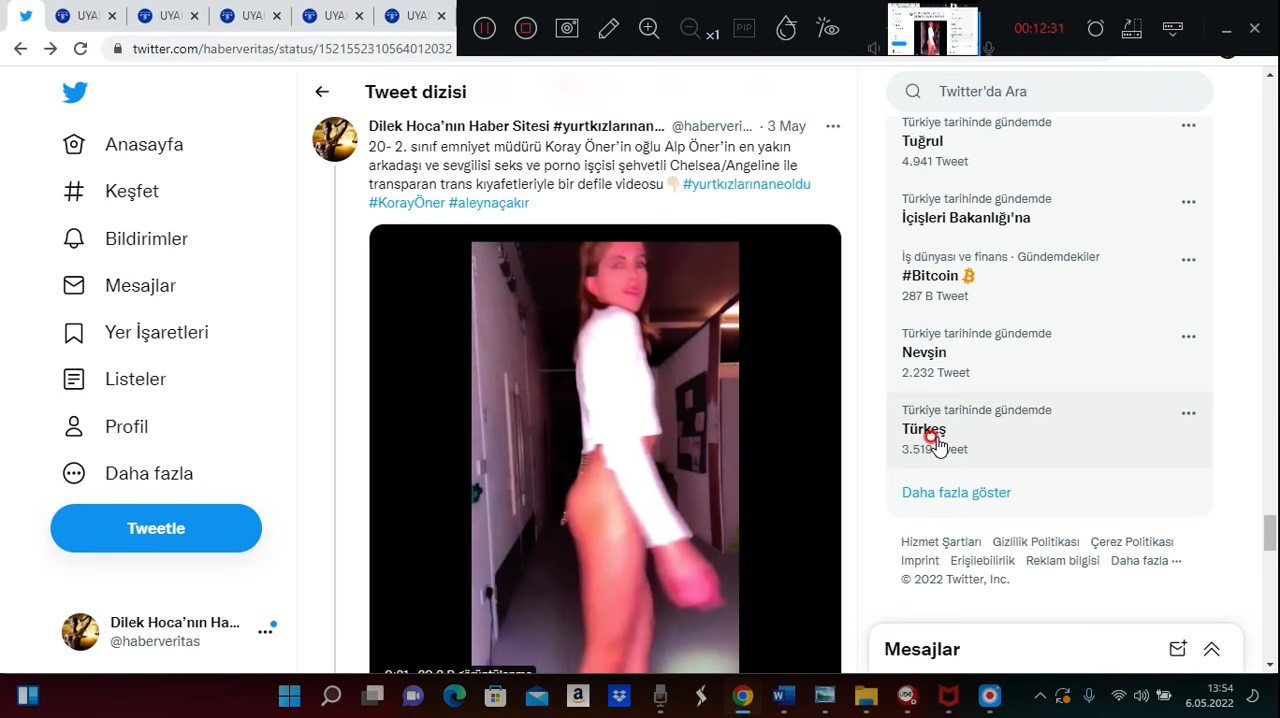 UYA
UYA
UYA
twitter.com/haberveritas/status/1521552310564012032
x1
PIP
00:12:31
Anasayfa
Keşfet
Bildirimler
Mesajlar
Yer İşaretleri
Listeler
Profil
Daha fazla
Tweetle
Dilek Hoca’nın Ha...
@haberveritas
Tweet dizisi
Dilek Hoca’nın Haber Sitesi #yurtkızlarınan... @haberveri... · 3 May
20- 2. sınıf emniyet müdürü Koray Öner’in oğlu Alp Öner’in en yakın
arkadaşı ve sevgilisi seks ve porno işçisi şehvetli Chelsea/Angeline ile
transparan trans kıyafetleriyle bir defile videosu 👇🏻 #yurtkızlarınaneoldu
#KorayÖner #aleynaçakır
Twitter'da Ara
Türkiye tarihinde gündemde
Tuğrul
4.941 Tweet
Türkiye tarihinde gündemde
İçişleri Bakanlığı'na
İş dünyası ve finans · Gündemdekiler
#Bitcoin
287 B Tweet
Türkiye tarihinde gündemde
Nevşin
2.232 Tweet
Türkiye tarihinde gündemde
Türkeş
3.519 Tweet
Daha fazla göster
Hizmet Şartları Gizlilik Politikası Çerez Politikası
Imprint Erişilebilirlik Reklam bilgisi Daha fazla ···
© 2022 Twitter, Inc.
Mesajlar
13:54
6.05.2022